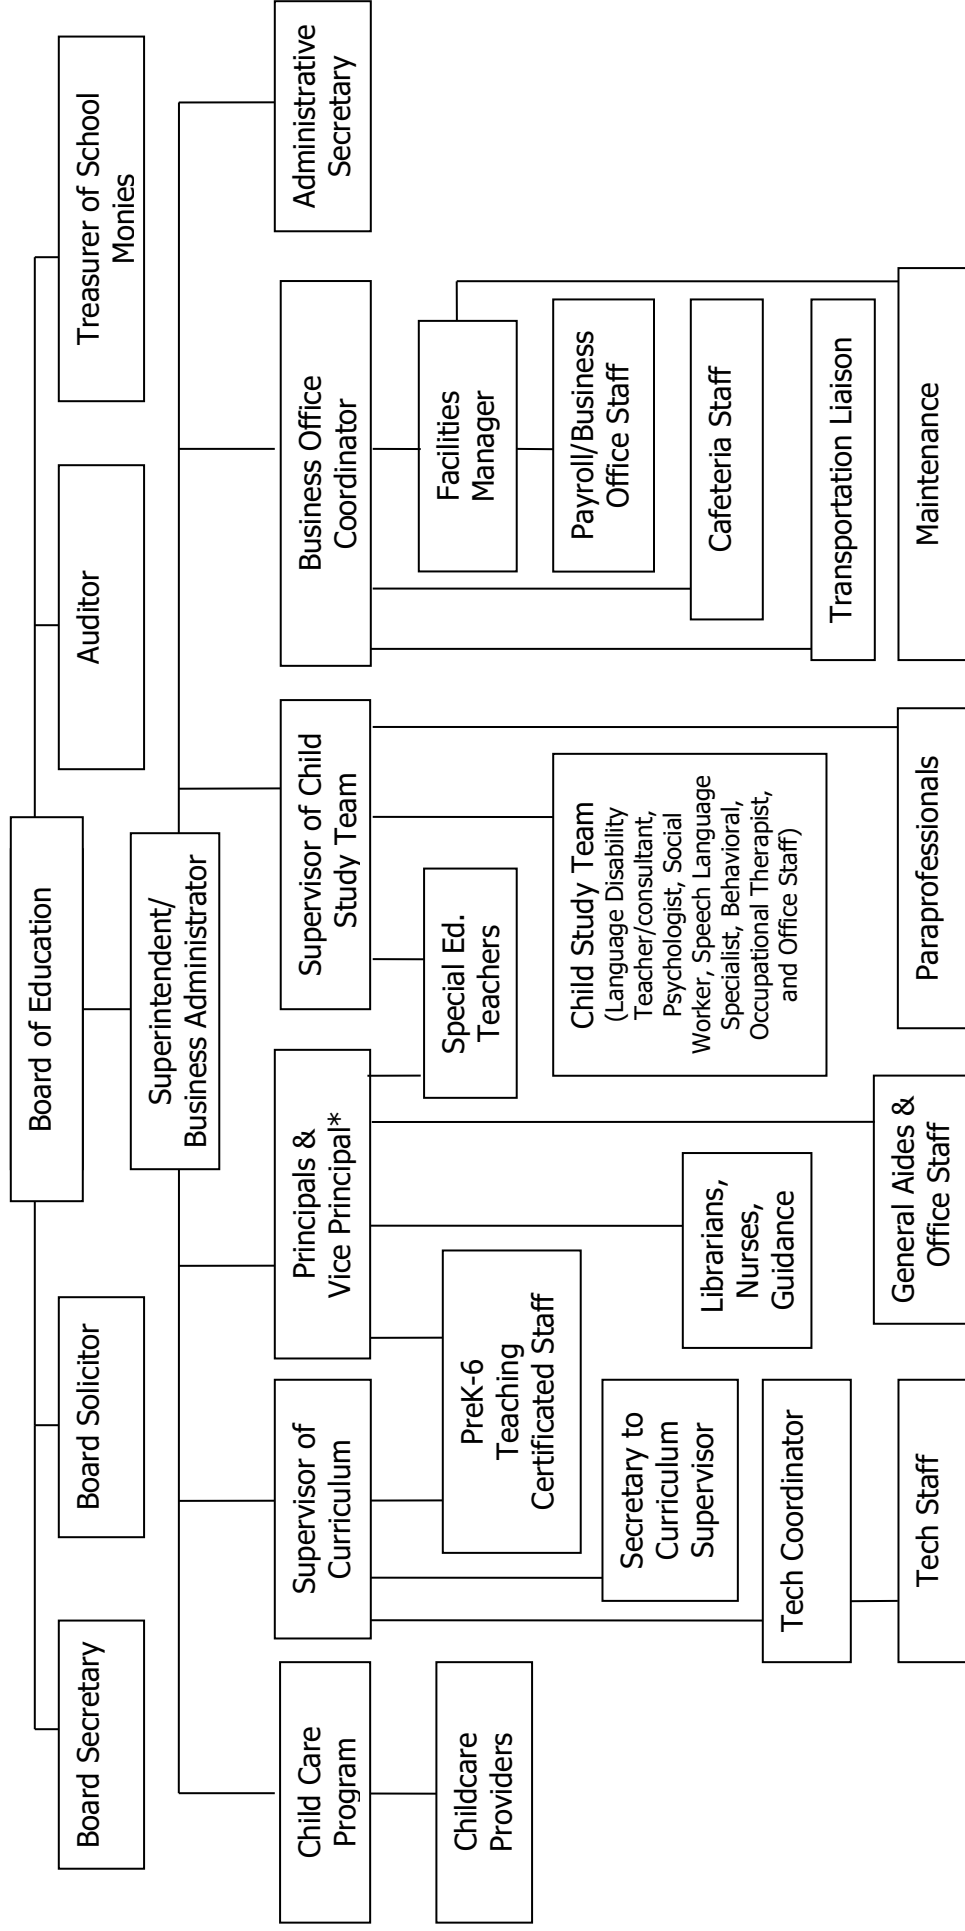 Board of Education
Board Secretary
Board Solicitor
Auditor
Treasurer of School
Monies
Superintendent/
Business Administrator
Child Care
Program
Supervisor of
Curriculum
Principals &
Vice Principal*
Supervisor of Child
Study Team
Business Office
Coordinator
Administrative
Secretary
Childcare
Providers
PreK-6
Teaching
Certificated Staff
Special Ed.
Teachers
Facilities
Manager
Secretary to
Curriculum
Supervisor
Librarians,
Nurses,
Guidance
Child Study Team
(Language Disability
Teacher/consultant,
Psychologist, Social
Worker, Speech Language
Specialist, Behavioral,
Occupational Therapist,
and Office Staff)
Payroll/Business
Office Staff
Cafeteria Staff
Tech Coordinator
Transportation Liaison
Tech Staff
General Aides &
Office Staff
Paraprofessionals
Maintenance